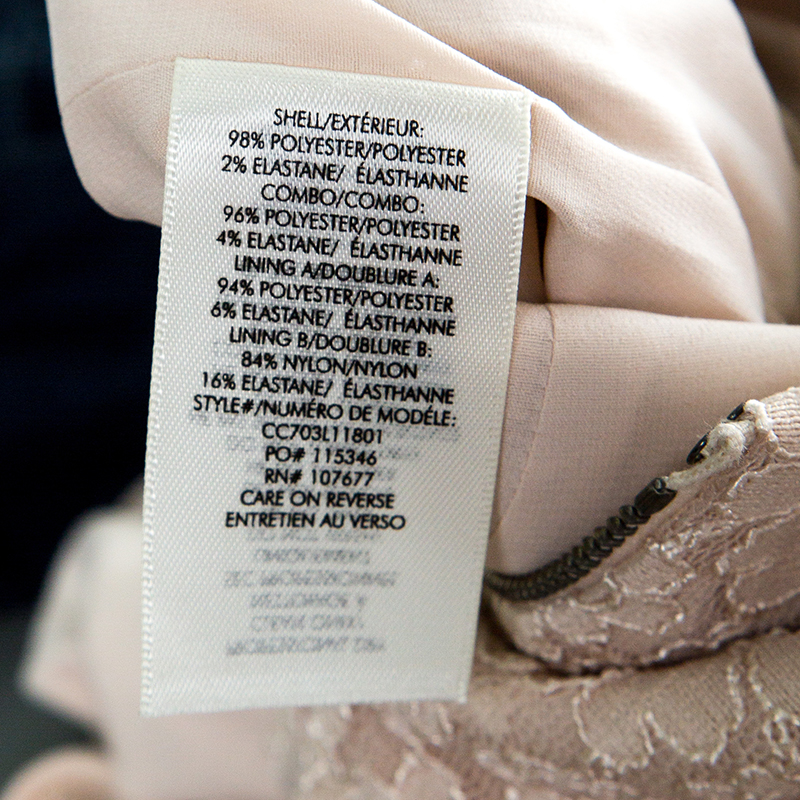 SHELL/EXTÉRIEUR:
98% POLYESTER/POLYESTER
2% ELASTANE/ ÉLASTHANNE
COMBO/COMBO:
96% POLYESTER/POLYESTER
4% ELASTANE/ ÉLASTHANNE
LINING A/DOUBLURE A:
94% POLYESTER/POLYESTER
6% ELASTANE/ ÉLASTHANNE
LINING B/DOUBLURE B:
84% NYLON/NYLON
16% ELASTANE/ ÉLASTHANNE
STYLE#/NUMÉRO DE MODÉLE:
CC703L11801
PO# 115346
RN# 107677
CARE ON REVERSE
ENTRETIEN AU VERSO